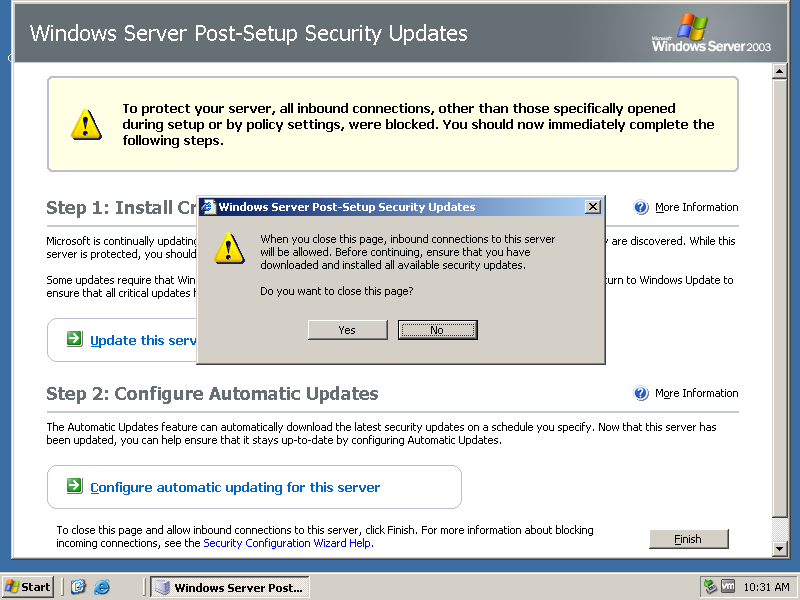 Windows Server Post-Setup Security Updates
Microsoft
Windows Server 2003
To protect your server, all inbound connections, other than those specifically opened
during setup or by policy settings, were blocked. You should now immediately complete the
following steps.
Step 1: Install Cr
More Information
Microsoft is continually updating
y are discovered. While this
server is protected, you should
Some updates require that Win
turn to Windows Update to
ensure that all critical updates h
Update this serv
Windows Server Post-Setup Security Updates
When you close this page, inbound connections to this server
will be allowed. Before continuing, ensure that you have
downloaded and installed all available security updates.
Do you want to close this page?
Yes
No
Step 2: Configure Automatic Updates
More Information
The Automatic Updates feature can automatically download the latest security updates on a schedule you specify. Now that this server has
been updated, you can help ensure that it stays up-to-date by configuring Automatic Updates.
Configure automatic updating for this server
To close this page and allow inbound connections to this server, click Finish. For more information about blocking
incoming connections, see the Security Configuration Wizard Help.
Finish
Start
Windows Server Post...
vm
10:31 AM